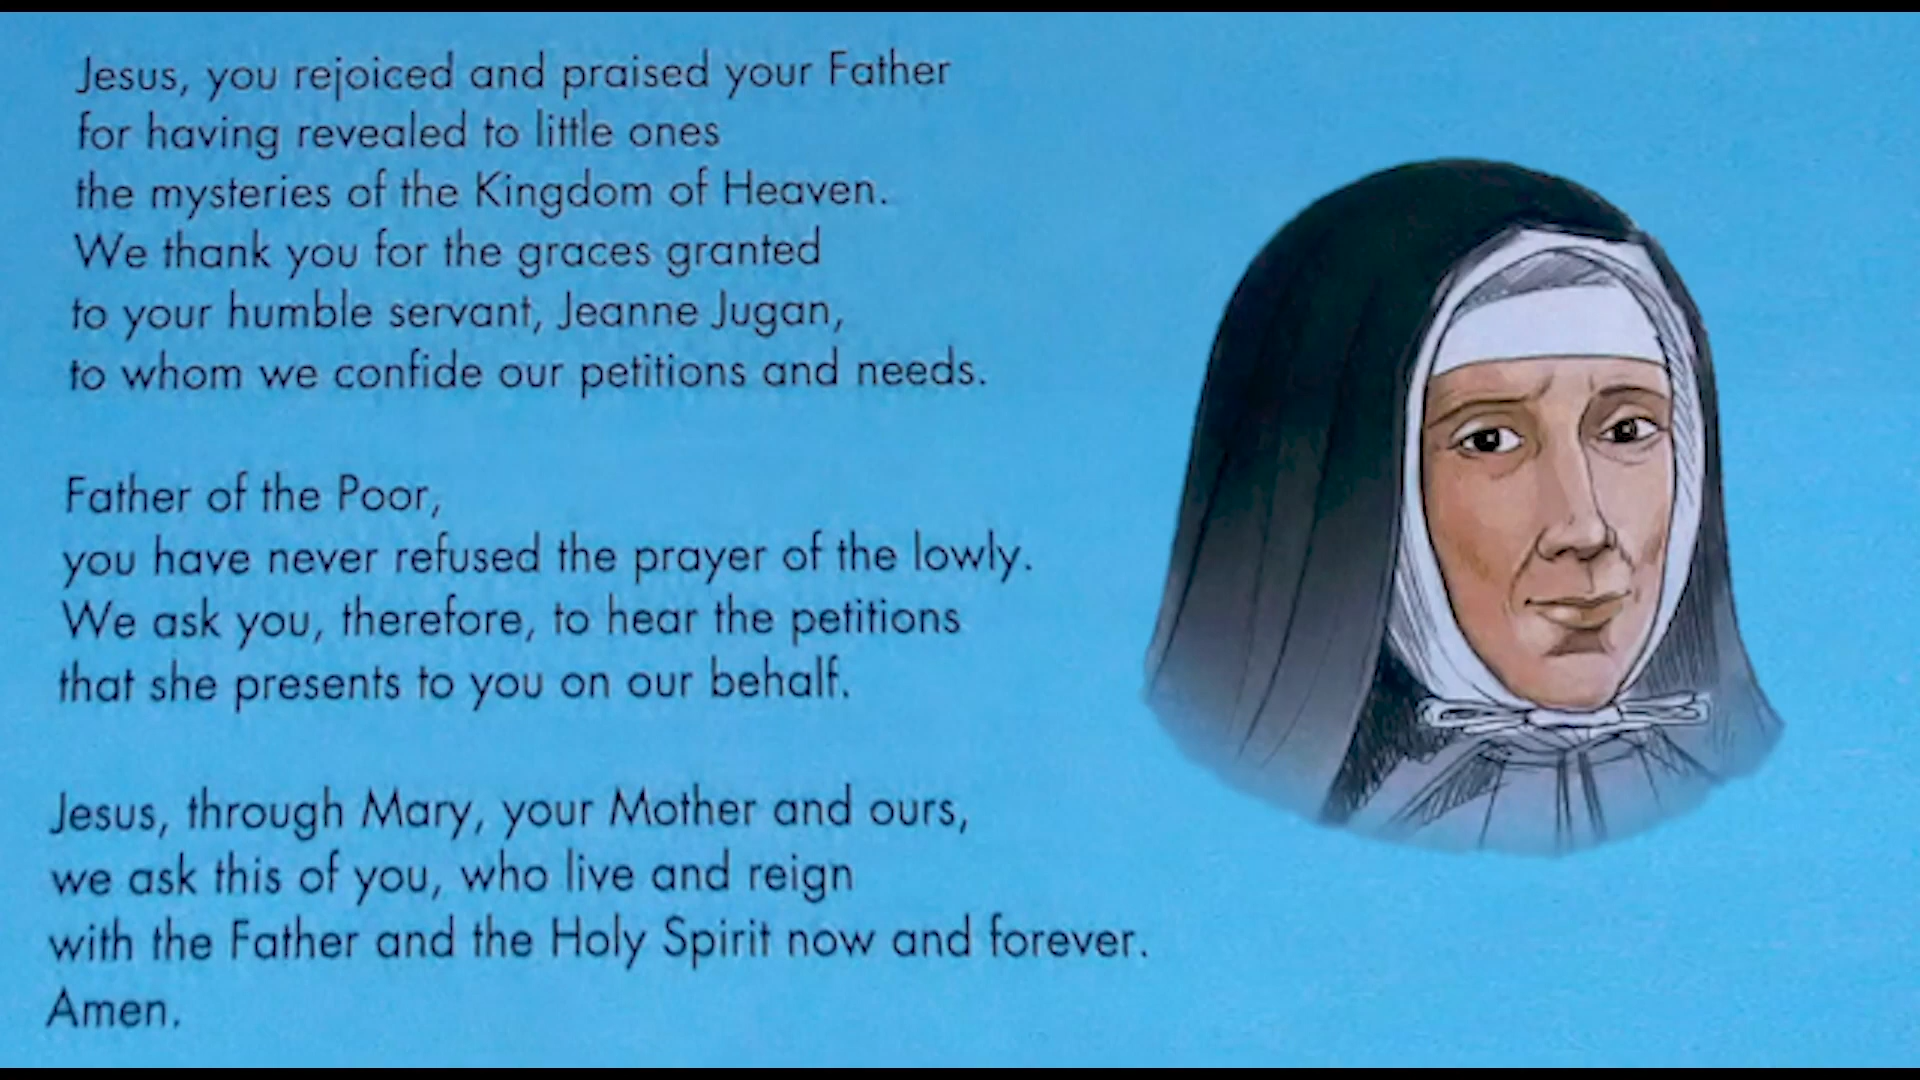 Jesus, you rejoiced and praised your Father
for having revealed to little ones
the mysteries of the Kingdom of Heaven.
We thank you for the graces granted
to your humble servant, Jeanne Jugan,
to whom we confide our petitions and needs.
Father of the Poor,
you have never refused the prayer of the lowly.
We ask you, therefore, to hear the petitions
that she presents to you on our behalf.
Jesus, through Mary, your Mother and ours,
we ask this of you, who live and reign
with the Father and the Holy Spirit now and forever.
Amen.